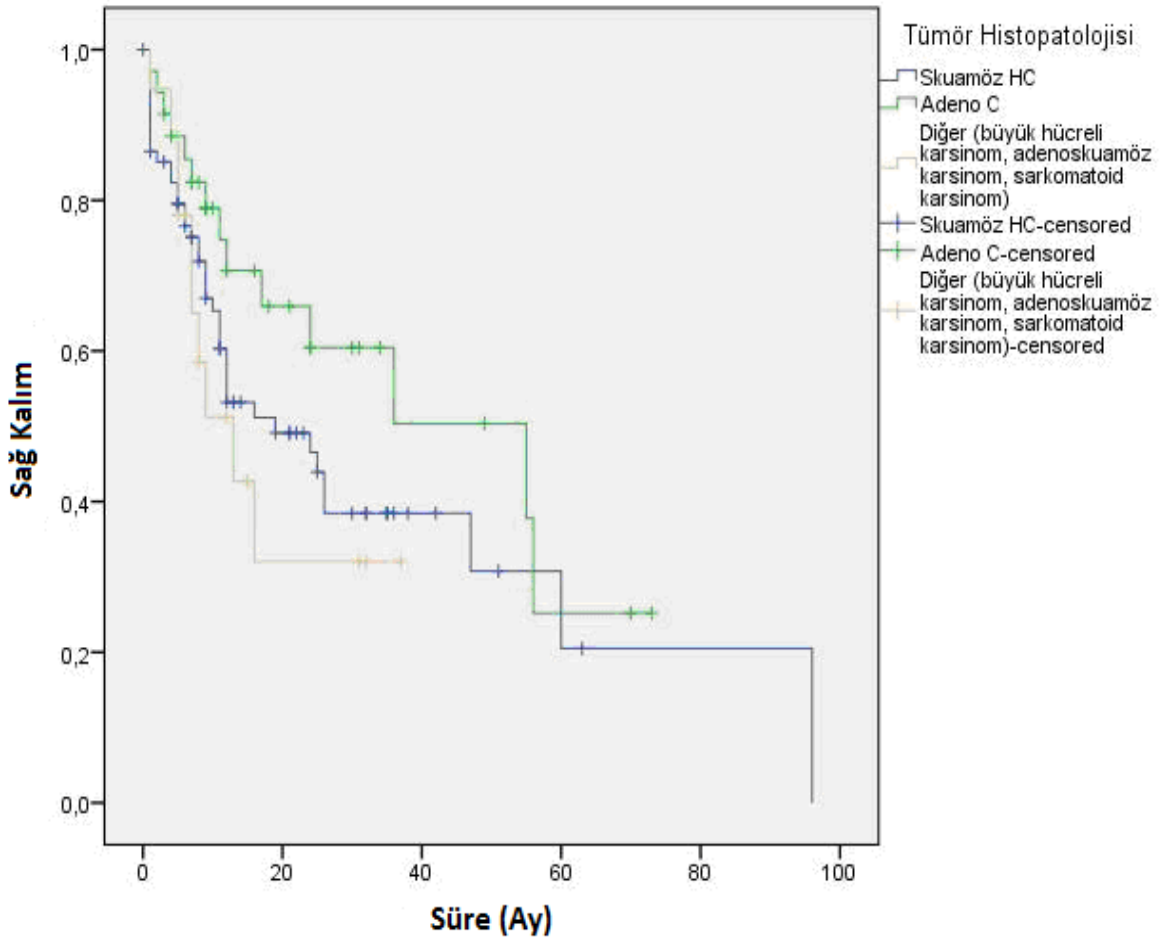 Tümör Histopatolojisi
Skuamöz HC
Adeno C
Diğer (büyük hücreli
karsinom, adenoskuamöz
karsinom, sarkomatoid
karsinom)
Skuamöz HC-censored
Adeno C-censored
Diğer (büyük hücreli
karsinom, adenoskuamöz
karsinom, sarkomatoid
karsinom)-censored
Sağ Kalım
1,0
0,8
0,6
0,4
0,2
0,0
0 20 40 60 80 100
Süre (Ay)